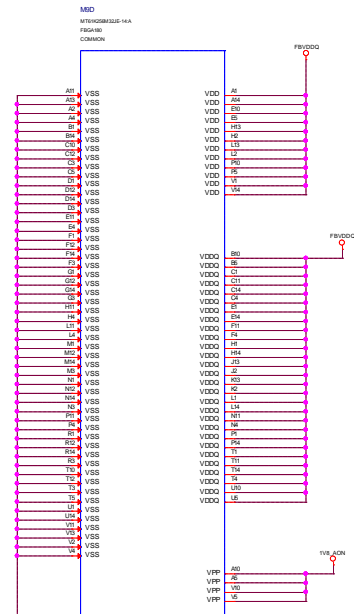 M9D
MT61K256M32JE-14:A
FBGA180
COMMON
FBVDDQ
A11 VSS
A13 VSS
A2 VSS
A4 VSS
B1 VSS
B14 VSS
C10 VSS
C12 VSS
C3 VSS
C5 VSS
D1 VSS
D12 VSS
D14 VSS
D3 VSS
E11 VSS
E4 VSS
F1 VSS
F12 VSS
F14 VSS
F3 VSS
G1 VSS
G12 VSS
G14 VSS
G3 VSS
H11 VSS
H4 VSS
L11 VSS
L4 VSS
M1 VSS
M12 VSS
M14 VSS
M3 VSS
N1 VSS
N12 VSS
N14 VSS
N3 VSS
P11 VSS
P4 VSS
R1 VSS
R12 VSS
R14 VSS
R3 VSS
T10 VSS
T12 VSS
T3 VSS
T5 VSS
U1 VSS
U14 VSS
V11 VSS
V13 VSS
V2 VSS
V4 VSS
VDD A1
VDD A14
VDD E10
VDD E5
VDD H13
VDD H2
VDD L13
VDD L2
VDD P10
VDD P5
VDD V1
VDD V14
FBVDDQ
VDDQ B10
VDDQ B5
VDDQ C1
VDDQ C11
VDDQ C14
VDDQ C4
VDDQ E1
VDDQ E14
VDDQ F11
VDDQ F4
VDDQ H1
VDDQ H14
VDDQ J13
VDDQ J2
VDDQ K13
VDDQ K2
VDDQ L1
VDDQ L14
VDDQ N11
VDDQ N4
VDDQ P1
VDDQ P14
VDDQ T1
VDDQ T11
VDDQ T14
VDDQ T4
VDDQ U10
VDDQ U5
1V8_AON
VPP A10
VPP A5
VPP V10
VPP V5